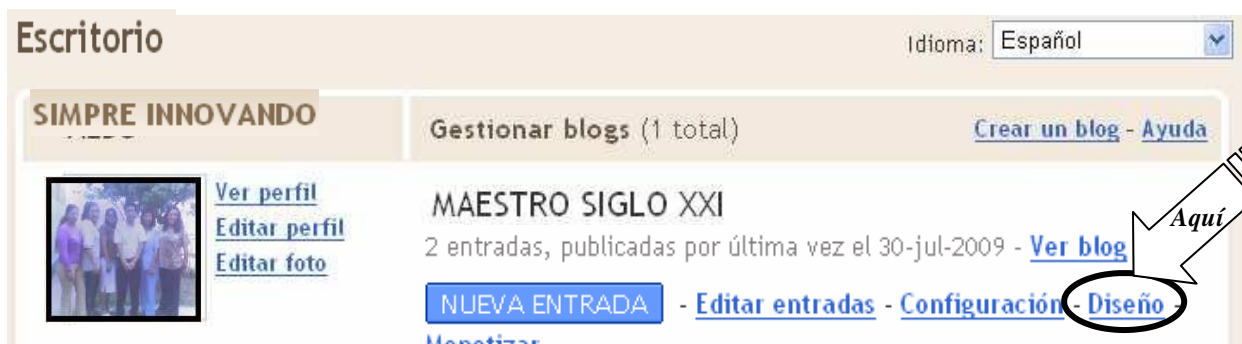 Escritorio
Idioma: Español
SIMPRE INNOVANDO
Gestionar blogs (1 total)
Crear un blog - Ayuda
Ver perfil
Editar perfil
Editar foto
MAESTRO SIGLO XXI
2 entradas, publicadas por última vez el 30-jul-2009 - Ver blog
Aquí
NUEVA ENTRADA - Editar entradas - Configuración - Diseño -
Monetizar